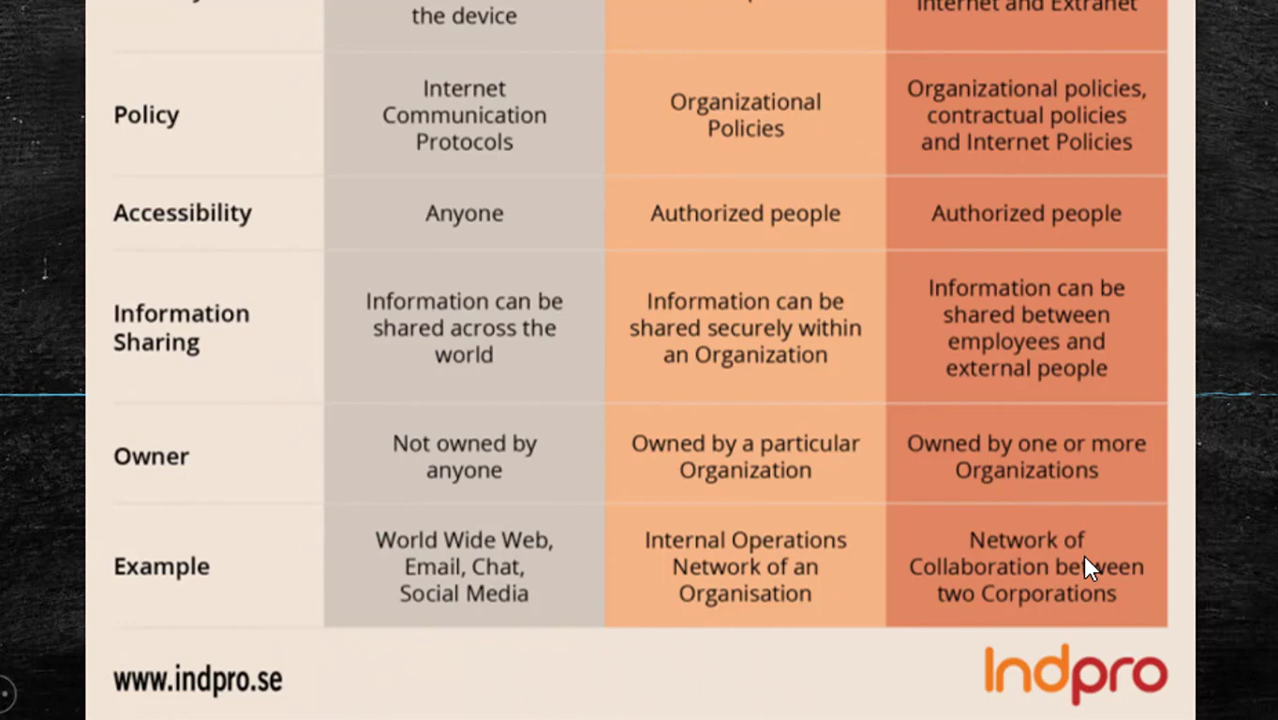 the device
Internet and Extranet
Policy
Internet
Communication
Protocols
Organizational
Policies
Organizational policies,
contractual policies
and Internet Policies
Accessibility
Anyone
Authorized people
Authorized people
Information
Sharing
Information can be
shared across the
world
Information can be
shared securely within
an Organization
Information can be
shared between
employees and
external people
Owner
Not owned by
anyone
Owned by a particular
Organization
Owned by one or more
Organizations
Example
World Wide Web,
Email, Chat,
Social Media
Internal Operations
Network of an
Organisation
Network of
Collaboration between
two Corporations
www.indpro.se
Indpro